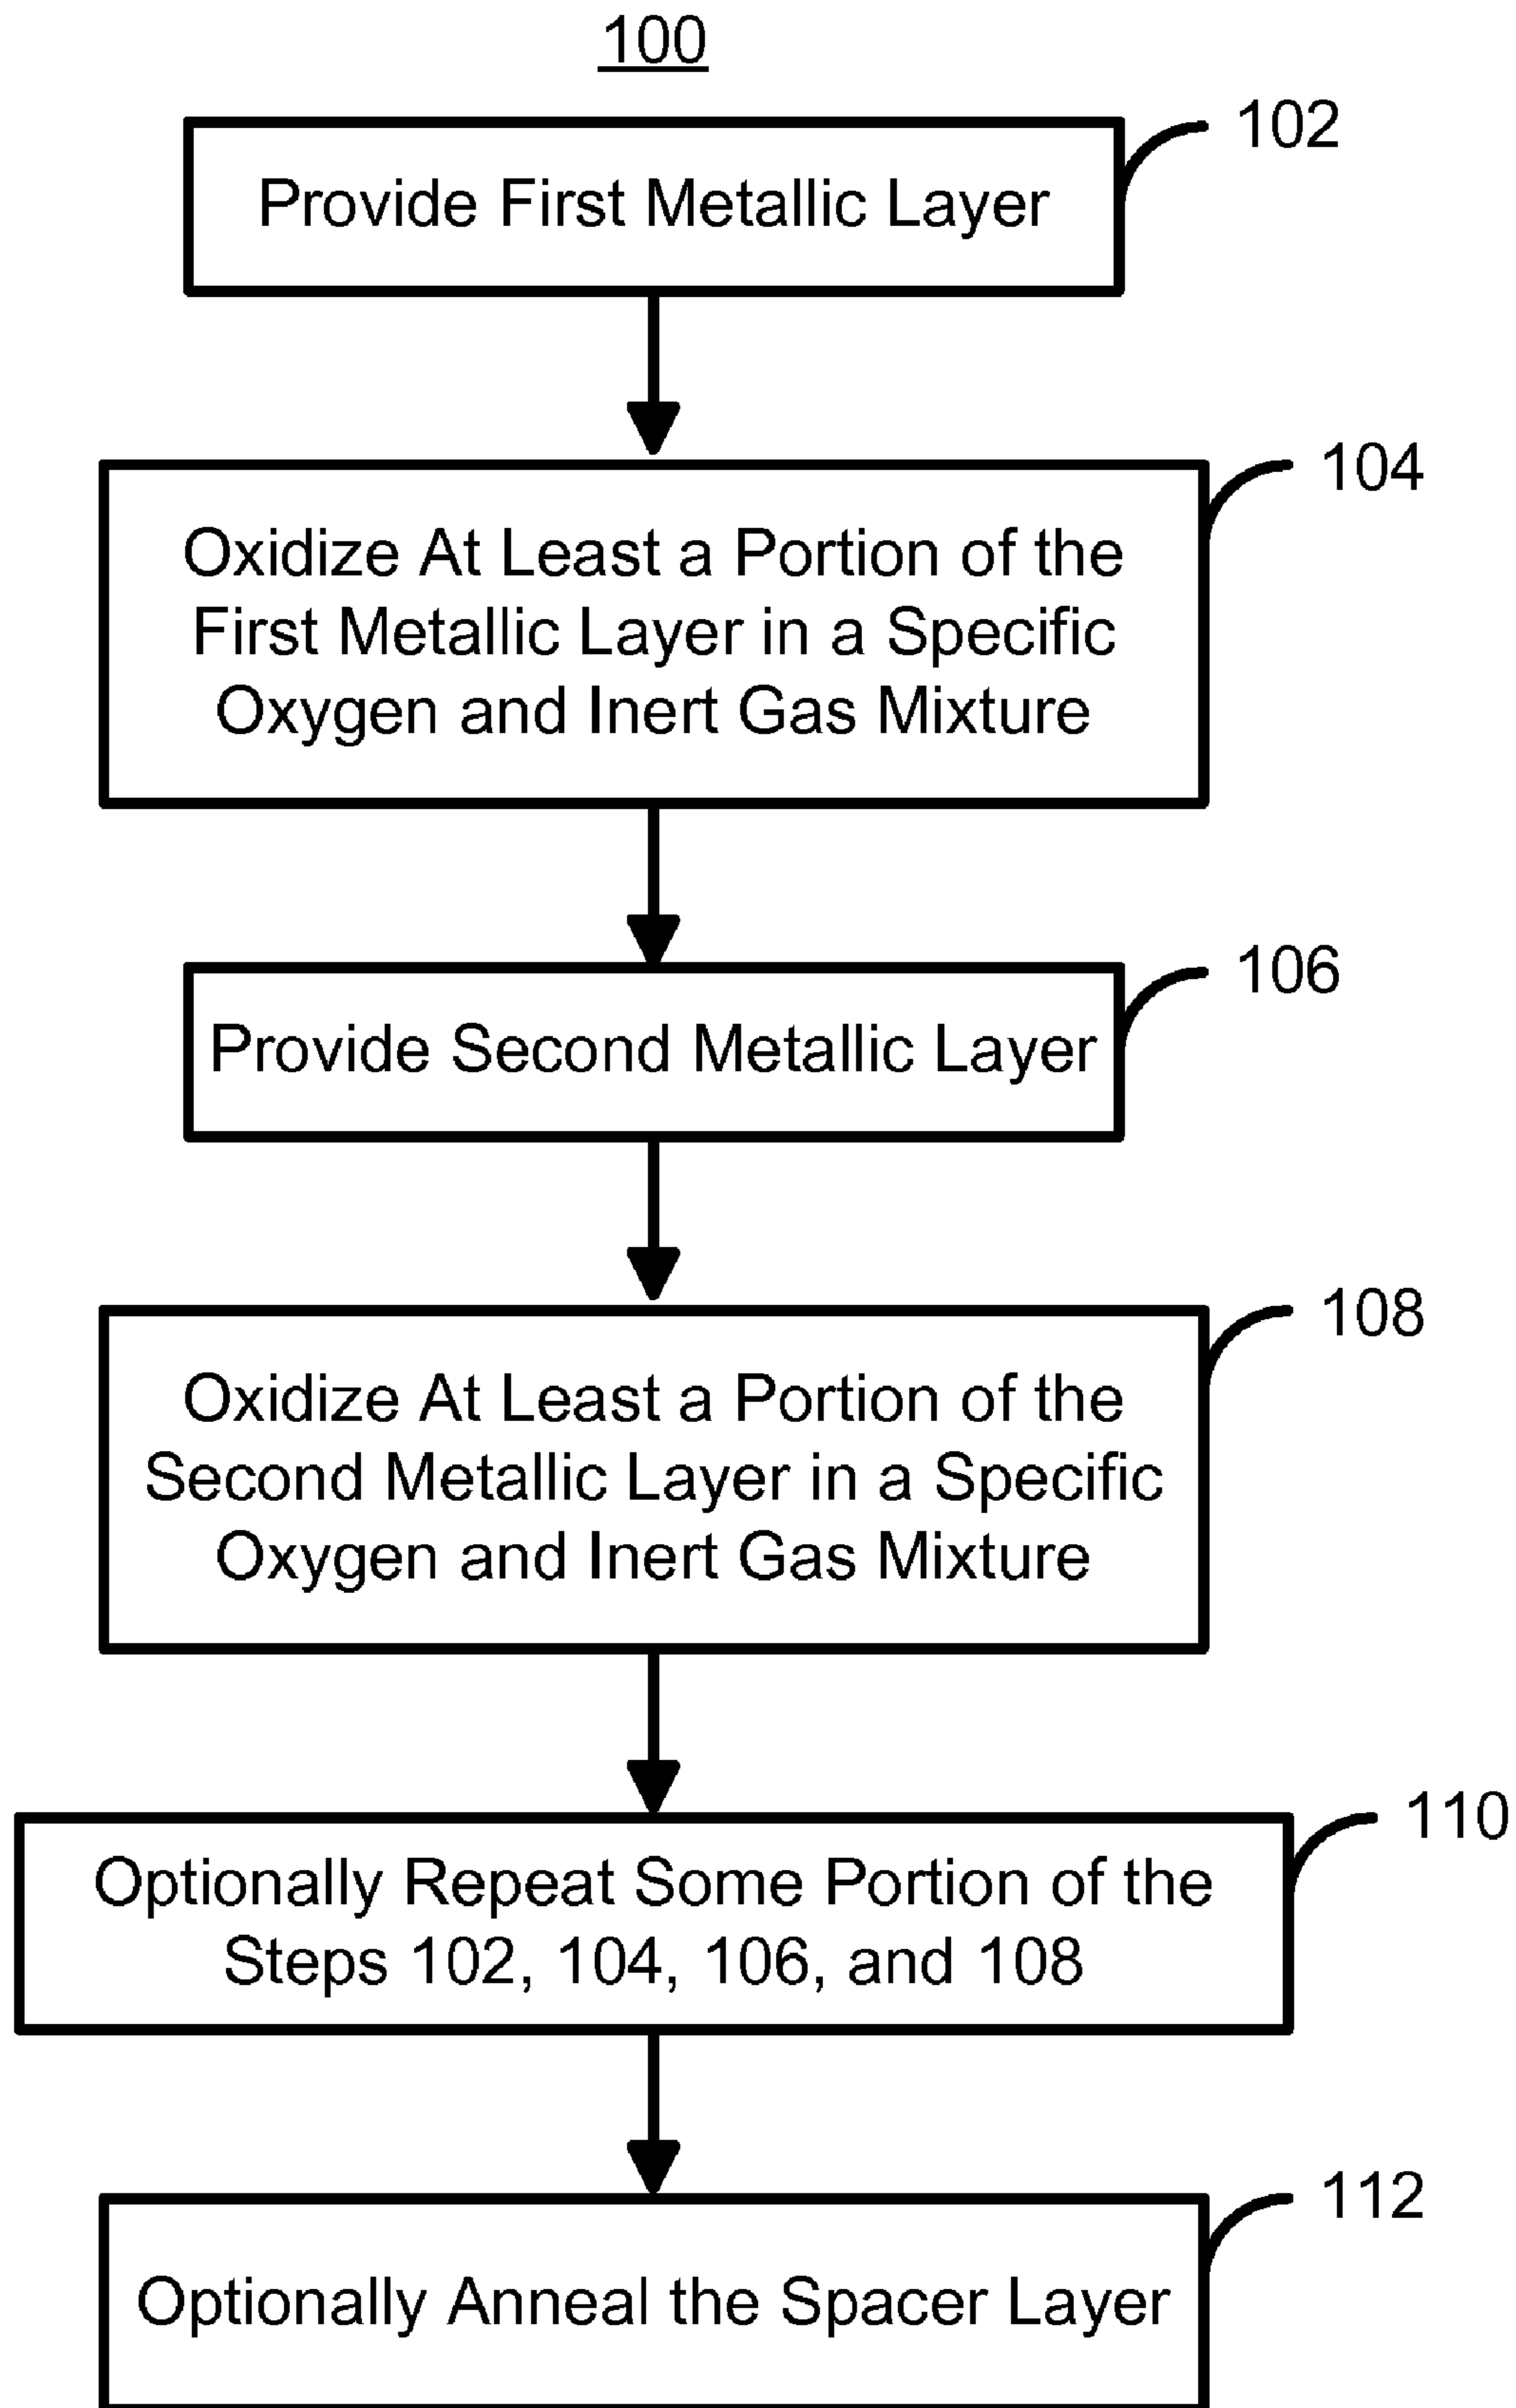 100
102
Provide First Metallic Layer
104
Oxidize At Least a Portion of the
First Metallic Layer in a Specific
Oxygen and Inert Gas Mixture
106
Provide Second Metallic Layer
108
Oxidize At Least a Portion of the
Second Metallic Layer in a Specific
Oxygen and Inert Gas Mixture
110
Optionally Repeat Some Portion of the
Steps 102, 104, 106, and 108
112
Optionally Anneal the Spacer Layer